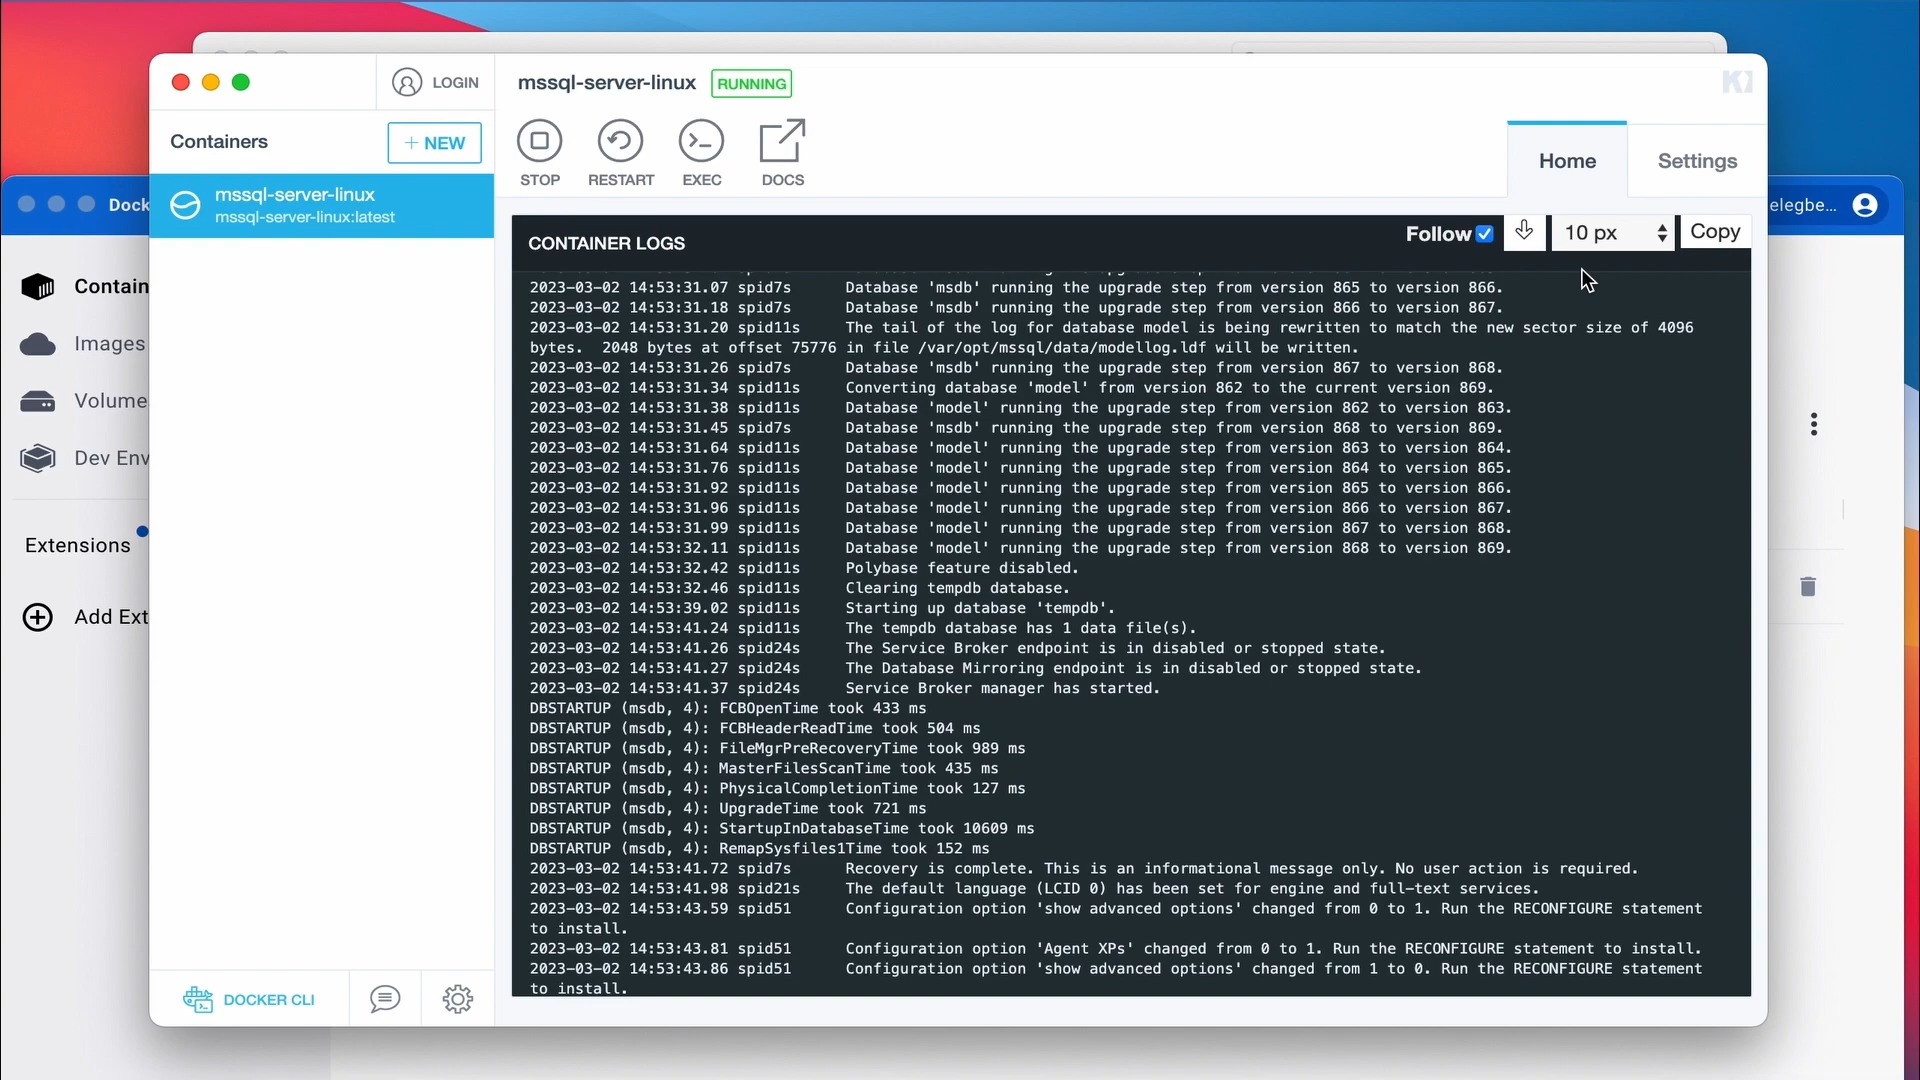 LOGIN
mssql-server-linux
RUNNING
Containers
+ NEW
STOP
RESTART
EXEC
DOCS
Home
Settings
mssql-server-linux
mssql-server-linux:latest
Dock
elegbe...
CONTAINER LOGS
Follow
10 px
Copy
Contain
Images
Volume
Dev Env
Extensions
Add Ext
2023-03-02 14:53:31.07 spid7s Database 'msdb' running the upgrade step from version 865 to version 866.
2023-03-02 14:53:31.18 spid7s Database 'msdb' running the upgrade step from version 866 to version 867.
2023-03-02 14:53:31.20 spid11s The tail of the log for database model is being rewritten to match the new sector size of 4096
bytes. 2048 bytes at offset 75776 in file /var/opt/mssql/data/modellog.ldf will be written.
2023-03-02 14:53:31.26 spid7s Database 'msdb' running the upgrade step from version 867 to version 868.
2023-03-02 14:53:31.34 spid11s Converting database 'model' from version 862 to the current version 869.
2023-03-02 14:53:31.38 spid11s Database 'model' running the upgrade step from version 862 to version 863.
2023-03-02 14:53:31.45 spid7s Database 'msdb' running the upgrade step from version 868 to version 869.
2023-03-02 14:53:31.64 spid11s Database 'model' running the upgrade step from version 863 to version 864.
2023-03-02 14:53:31.76 spid11s Database 'model' running the upgrade step from version 864 to version 865.
2023-03-02 14:53:31.92 spid11s Database 'model' running the upgrade step from version 865 to version 866.
2023-03-02 14:53:31.96 spid11s Database 'model' running the upgrade step from version 866 to version 867.
2023-03-02 14:53:31.99 spid11s Database 'model' running the upgrade step from version 867 to version 868.
2023-03-02 14:53:32.11 spid11s Database 'model' running the upgrade step from version 868 to version 869.
2023-03-02 14:53:32.42 spid11s Polybase feature disabled.
2023-03-02 14:53:32.46 spid11s Clearing tempdb database.
2023-03-02 14:53:39.02 spid11s Starting up database 'tempdb'.
2023-03-02 14:53:41.24 spid11s The tempdb database has 1 data file(s).
2023-03-02 14:53:41.26 spid24s The Service Broker endpoint is in disabled or stopped state.
2023-03-02 14:53:41.27 spid24s The Database Mirroring endpoint is in disabled or stopped state.
2023-03-02 14:53:41.37 spid24s Service Broker manager has started.
DBSTARTUP (msdb, 4): FCBOpenTime took 433 ms
DBSTARTUP (msdb, 4): FCBHeaderReadTime took 504 ms
DBSTARTUP (msdb, 4): FileMgrPreRecoveryTime took 989 ms
DBSTARTUP (msdb, 4): MasterFilesScanTime took 435 ms
DBSTARTUP (msdb, 4): PhysicalCompletionTime took 127 ms
DBSTARTUP (msdb, 4): UpgradeTime took 721 ms
DBSTARTUP (msdb, 4): StartupInDatabaseTime took 10609 ms
DBSTARTUP (msdb, 4): RemapSysfiles1Time took 152 ms
2023-03-02 14:53:41.72 spid7s Recovery is complete. This is an informational message only. No user action is required.
2023-03-02 14:53:41.98 spid21s The default language (LCID 0) has been set for engine and full-text services.
2023-03-02 14:53:43.59 spid51 Configuration option 'show advanced options' changed from 0 to 1. Run the RECONFIGURE statement
to install.
2023-03-02 14:53:43.81 spid51 Configuration option 'Agent XPs' changed from 0 to 1. Run the RECONFIGURE statement to install.
2023-03-02 14:53:43.86 spid51 Configuration option 'show advanced options' changed from 1 to 0. Run the RECONFIGURE statement
to install.
DOCKER CLI